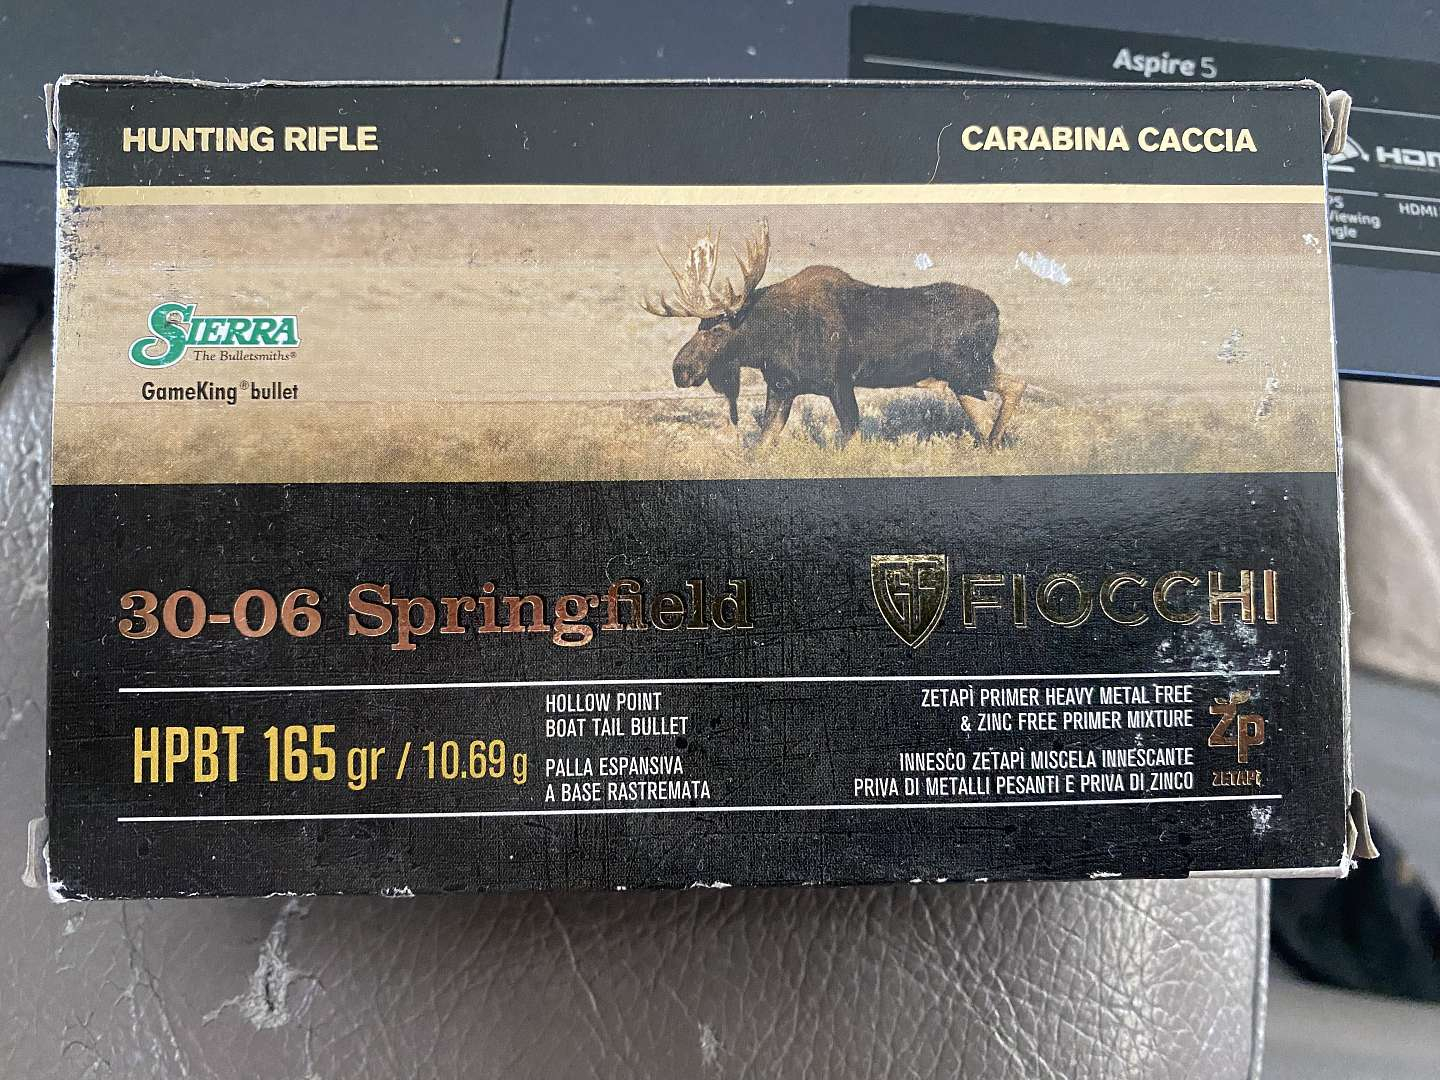 Aspire 5
HUNTING RIFLE
CARABINA CACCIA
HDMI
Viewing
SIERRA
The Bulletsmiths®
GameKing® bullet
30-06 Springfield
FIOCCHI
HPBT 165 gr / 10.69 g
HOLLOW POINT
BOAT TAIL BULLET
PALLA ESPANSIVA
A BASE RASTREMATA
ZETAPÌ PRIMER HEAVY METAL FREE
& ZINC FREE PRIMER MIXTURE
INNESCO ZETAPÌ MISCELA INNESCANTE
PRIVA DI METALLI PESANTI E PRIVA DI ZINCO
Zp
ZETAPÌ